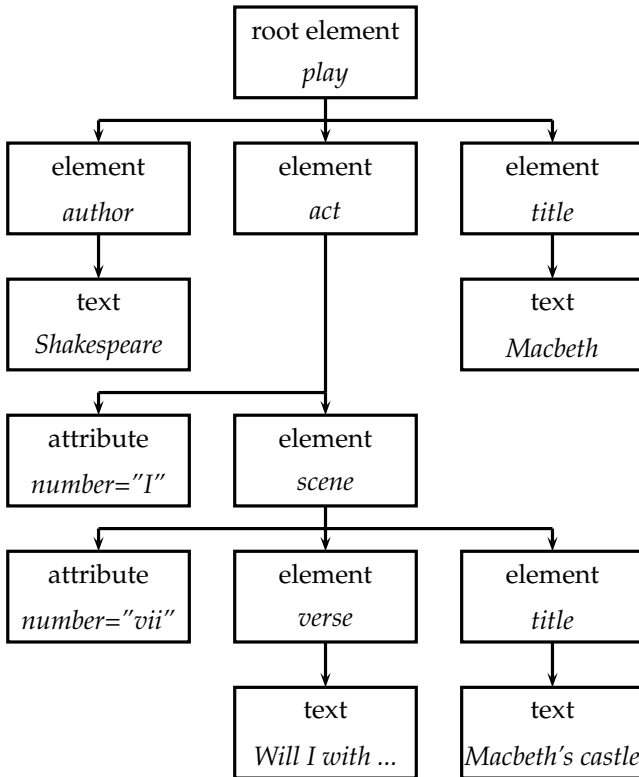 root element
play
element
author
element
act
element
title
text
Shakespeare
text
Macbeth
attribute
number=”I”
element
scene
attribute
number=”vii”
element
verse
element
title
text
Will I with ...
text
Macbeth’s castle